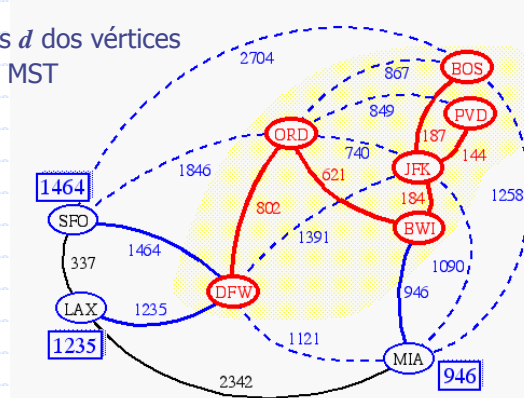 s d dos vértices
MST
2704
867
BOS
849
PVD
ORD
187
144
740
JFK
1846
621
184
1258
1464
802
BWI
SFO
1391
1464
1090
337
DFW
946
LAX
1235
1121
MIA
1235
946
2342